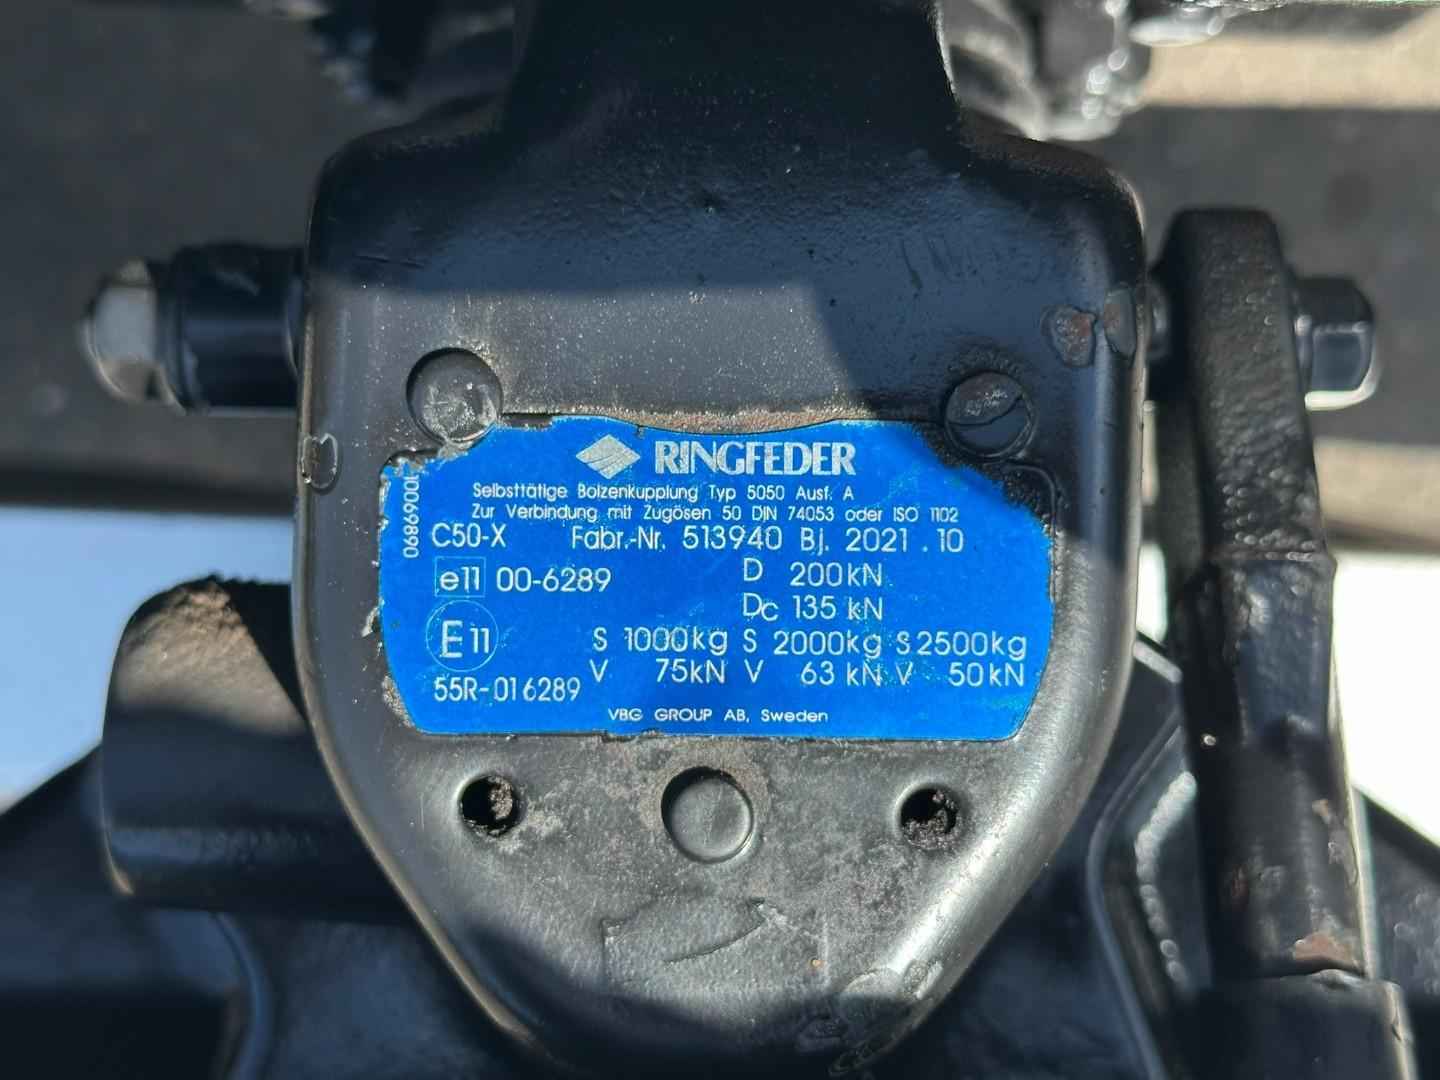 RINGFEDER
Selbsttätige Bolzenkupplung Typ 5050 Ausf. A
Zur Verbindung mit Zugösen 50 DIN 74053 oder ISO 1102
C50-X Fabr.-Nr. 513940 Bj. 2021.10
e11 00-6289 D 200kN
Dc 135 kN
E11 S 1000kg S 2000kg S 2500kg
V 75kN V 63 kN V 50kN
55R-016289
VBG GROUP AB, Sweden